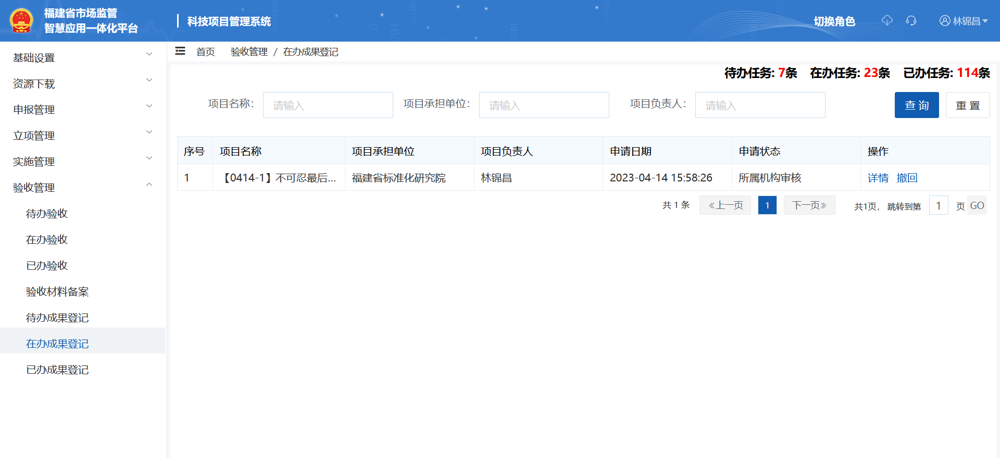 福建省市场监管
智慧应用一体化平台
科技项目管理系统
切换角色
林锦昌
基础设置
资源下载
申报管理
立项管理
实施管理
验收管理
待办验收
在办验收
已办验收
验收材料备案
待办成果登记
在办成果登记
已办成果登记
首页 验收管理 / 在办成果登记
待办任务: 7条 在办任务: 23条 已办任务: 114条
项目名称: 请输入 项目承担单位: 请输入 项目负责人: 请输入 查 询 重 置
序号 项目名称 项目承担单位 项目负责人 申请日期 申请状态 操作
1 【0414-1】不可忍最后... 福建省标准化研究院 林锦昌 2023-04-14 15:58:26 所属机构审核 详情 撤回
共 1 条 《上一页 1 下一页》 共1页, 跳转到第 1 页 GO